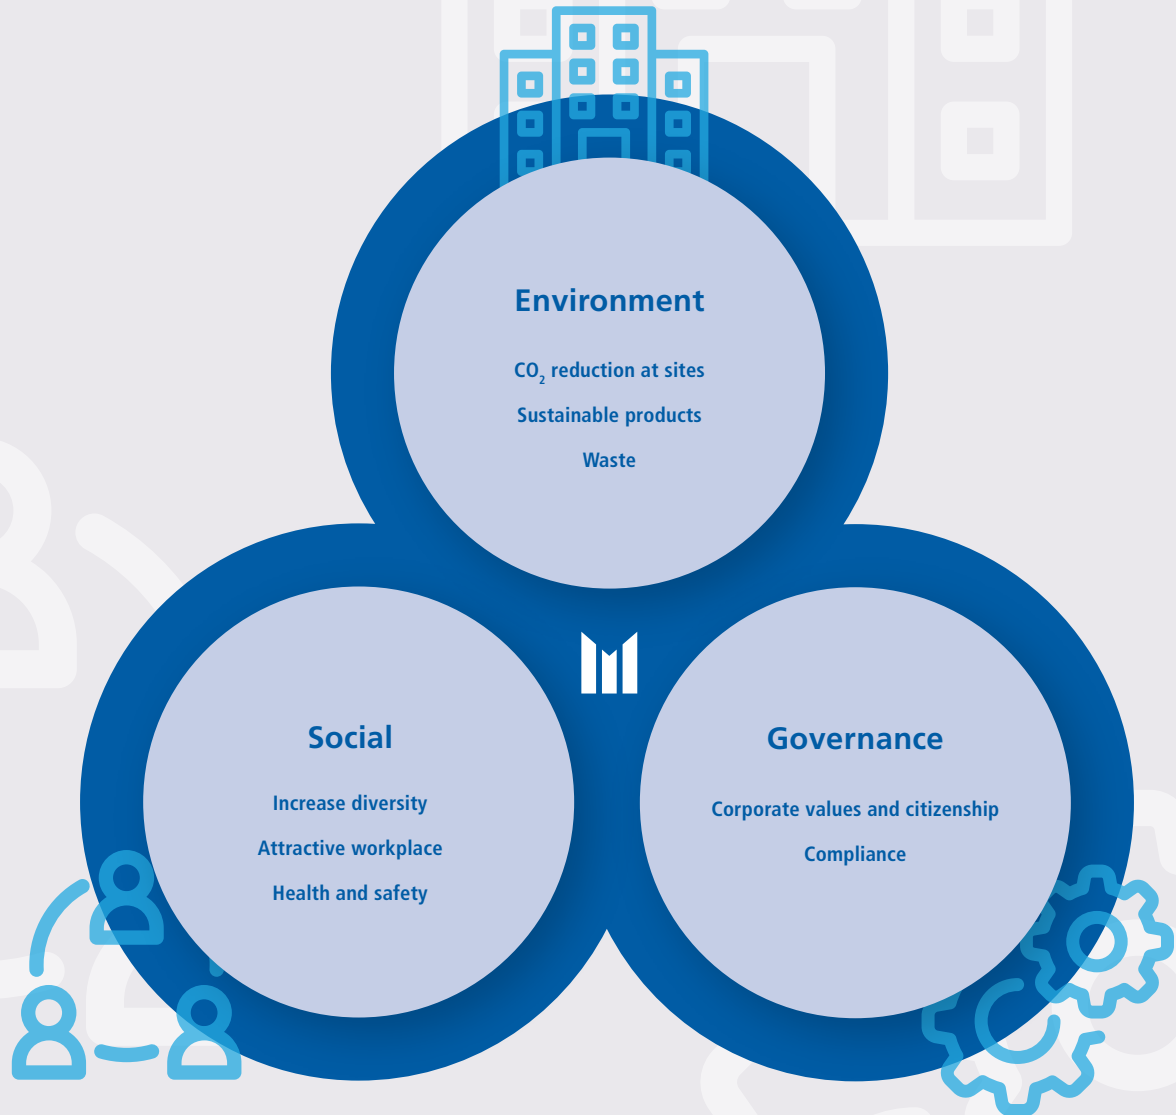 Environment
CO₂ reduction at sites
Sustainable products
Waste
Social
Increase diversity
Attractive workplace
Health and safety
Governance
Corporate values and citizenship
Compliance